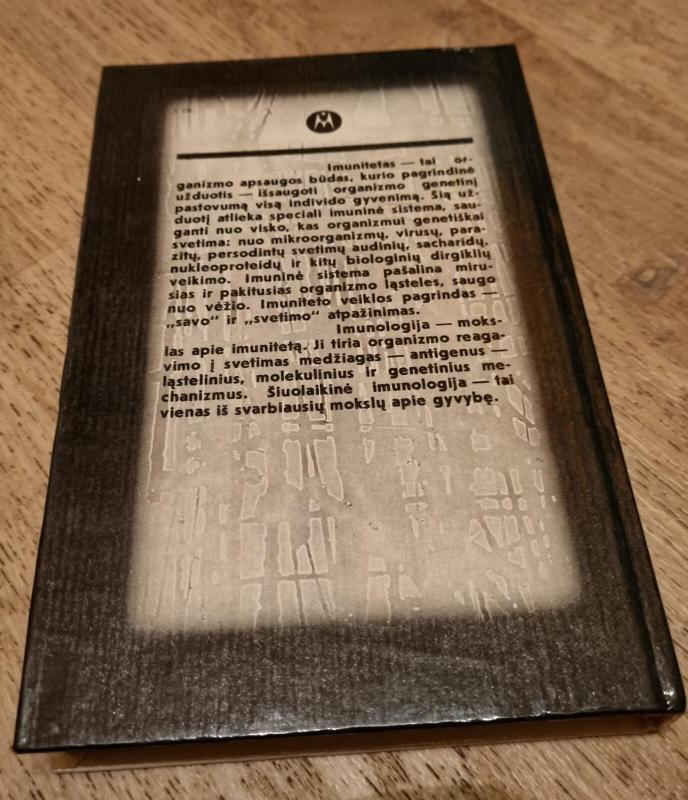 Imunitetas — tai or-
ganizmo apsaugos būdas, kurio pagrindinė
užduotis — išsaugoti organizmo genetinį
pastovumą visą individo gyvenimą. Šią už-
duotį atlieka speciali imuninė sistema, sau-
ganti nuo visko, kas organizmui genetiškai
svetima: nuo mikroorganizmų, virusų, para-
zitų, persodintų svetimų audinių, sacharidų,
nukleoproteidų ir kitų biologinių dirgiklių
veikimo. Imuninė sistema pašalina miru-
sias ir pakitusias organizmo ląsteles, saugo
nuo vėžio. Imuniteto veiklos pagrindas —
„savo“ ir „svetimo“ atpažinimas.
Imunologija — moks-
las apie imunitetą. Ji tiria organizmo reaga-
vimo į svetimas medžiagas — antigenus —
ląstelinius, molekulinius ir genetinius me-
chanizmus. Šiuolaikinė imunologija — tai
vienas iš svarbiausių mokslų apie gyvybę.